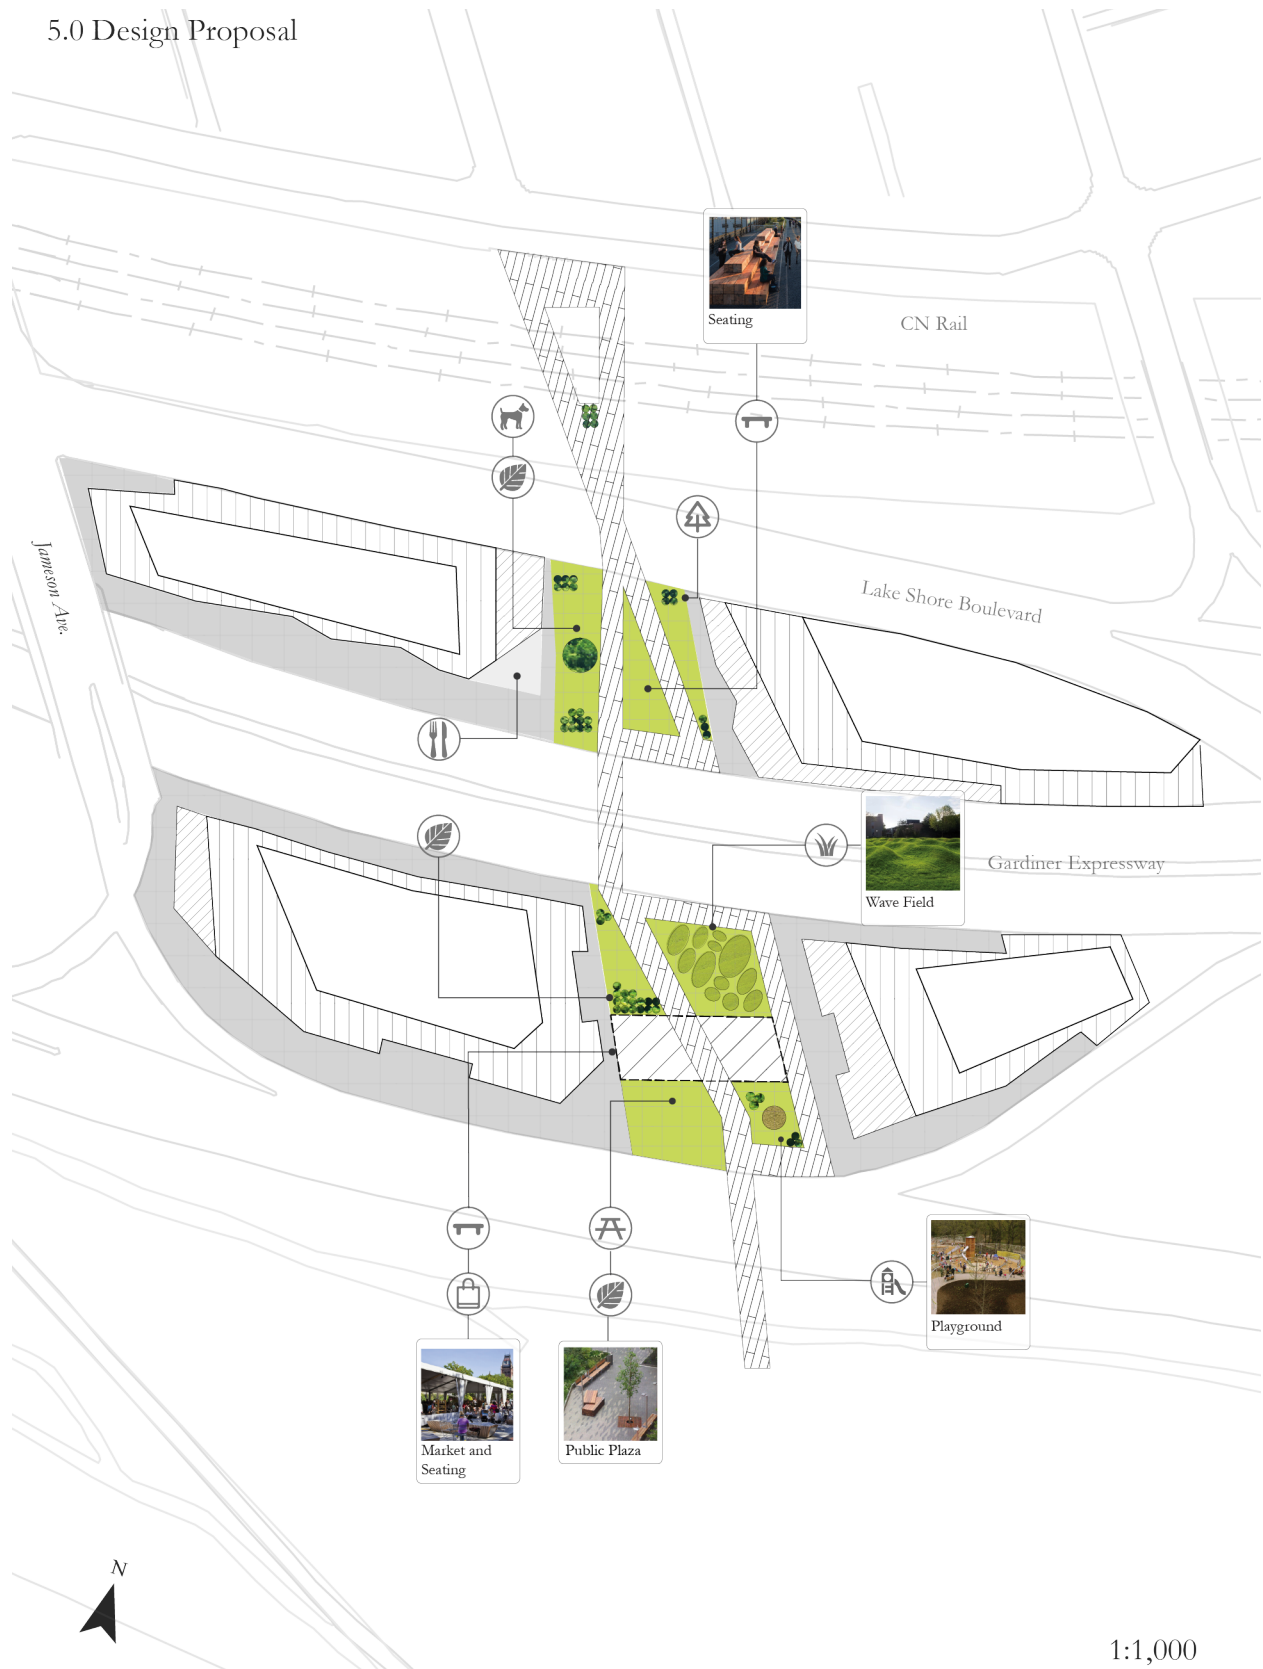 5.0 Design Proposal
Seating
CN Rail
Jameson Ave.
Lake Shore Boulevard
Gardiner Expressway
Wave Field
Playground
Market and
Seating
Public Plaza
N
1:1,000